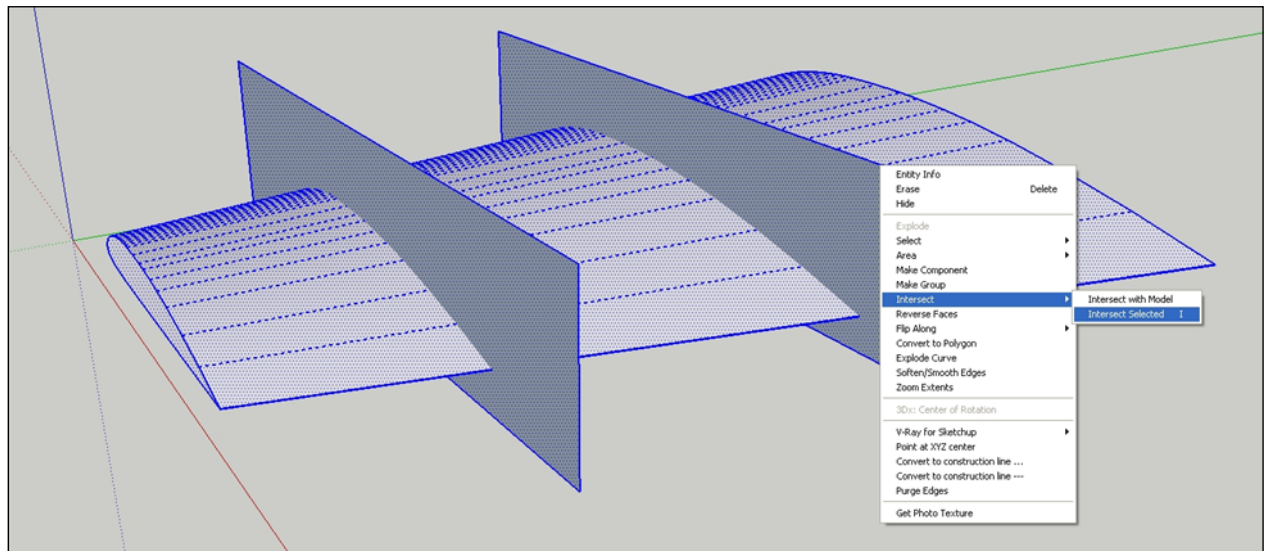 Entity Info
Erase Delete
Hide
Explode
Select
Area
Make Component
Make Group
Intersect
Intersect with Model
Reverse Faces
Intersect Selected I
Flip Along
Convert to Polygon
Explode Curve
Soften/Smooth Edges
Zoom Extents
3Dx: Center of Rotation
V-Ray for Sketchup
Point at XYZ center
Convert to construction line ...
Convert to construction line ---
Purge Edges
Get Photo Texture